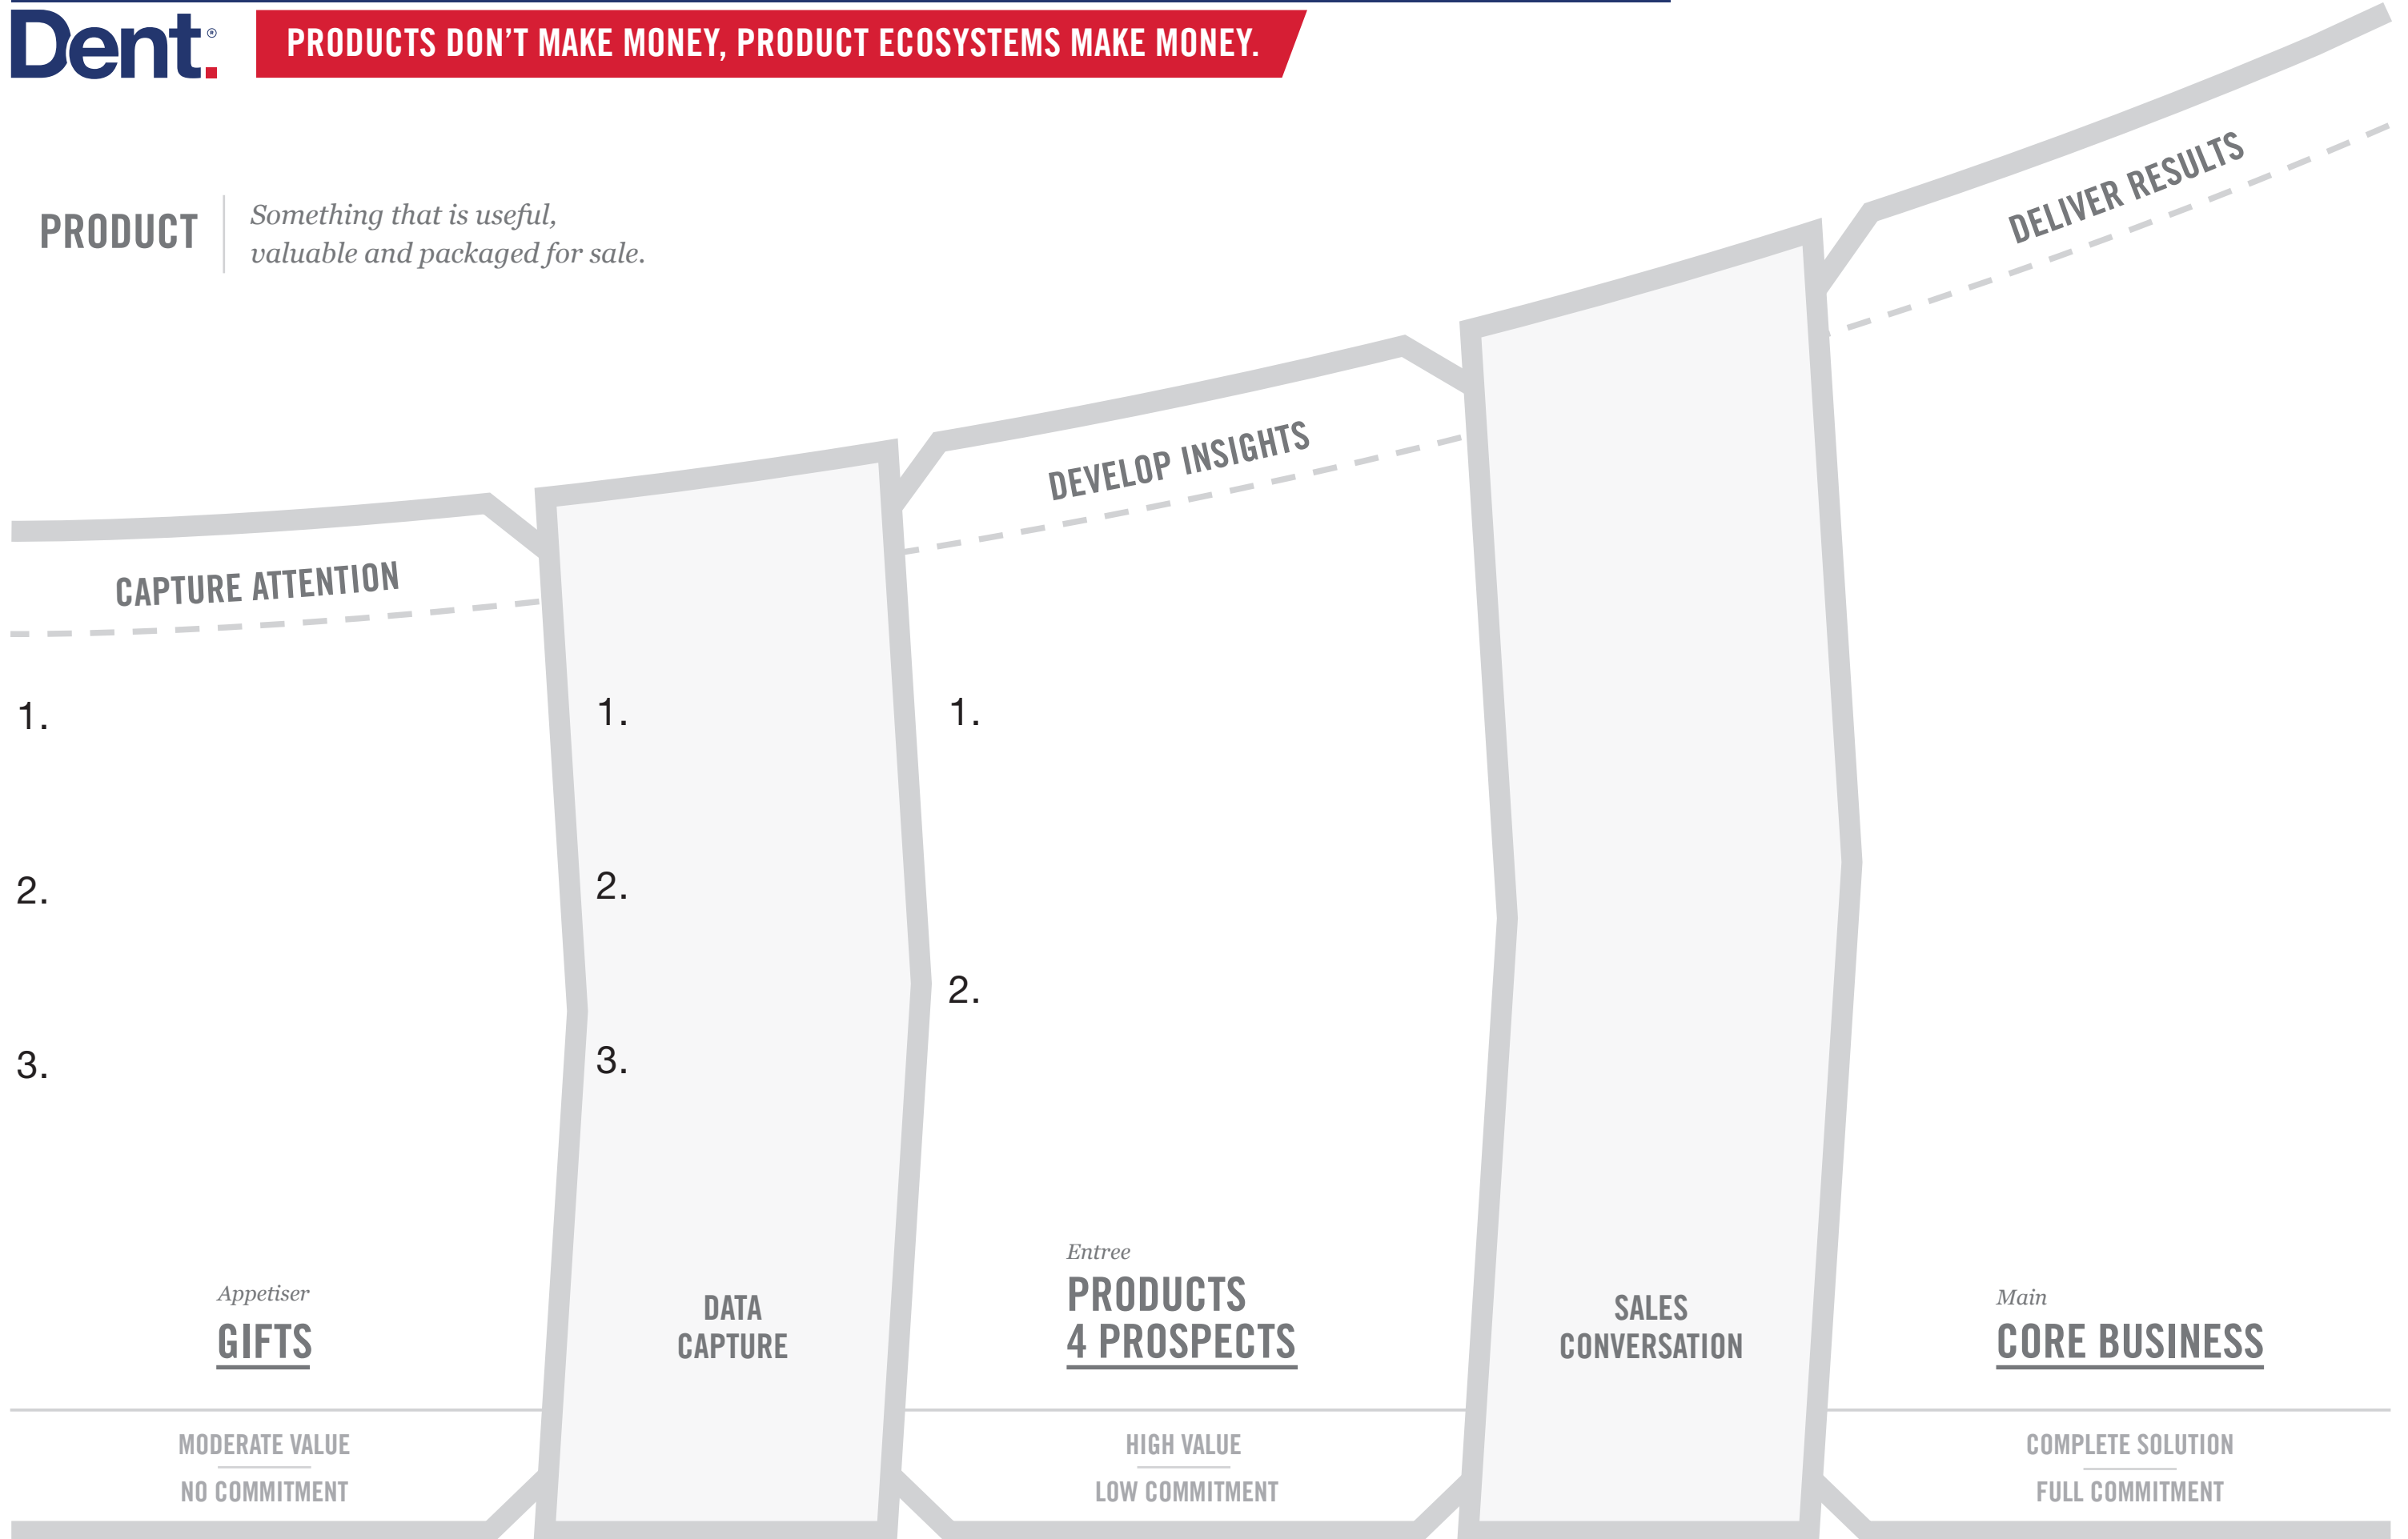 Dent.®
PRODUCTS DON’T MAKE MONEY, PRODUCT ECOSYSTEMS MAKE MONEY.
PRODUCT
Something that is useful,
valuable and packaged for sale.
CAPTURE ATTENTION
1.
2.
3.
Appetiser
GIFTS
MODERATE VALUE
NO COMMITMENT
1.
2.
3.
DATA
CAPTURE
DEVELOP INSIGHTS
1.
2.
Entree
PRODUCTS
4 PROSPECTS
HIGH VALUE
LOW COMMITMENT
SALES
CONVERSATION
DELIVER RESULTS
Main
CORE BUSINESS
COMPLETE SOLUTION
FULL COMMITMENT